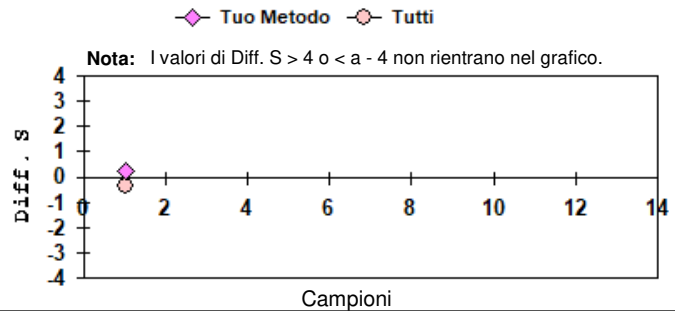 Tuo Metodo Tutti
Nota: I valori di Diff. S > 4 o < a - 4 non rientrano nel grafico.
4
3
2
1
0
-1
-2
-3
-4
Diff. S
0 2 4 6 8 10 12 14
Campioni